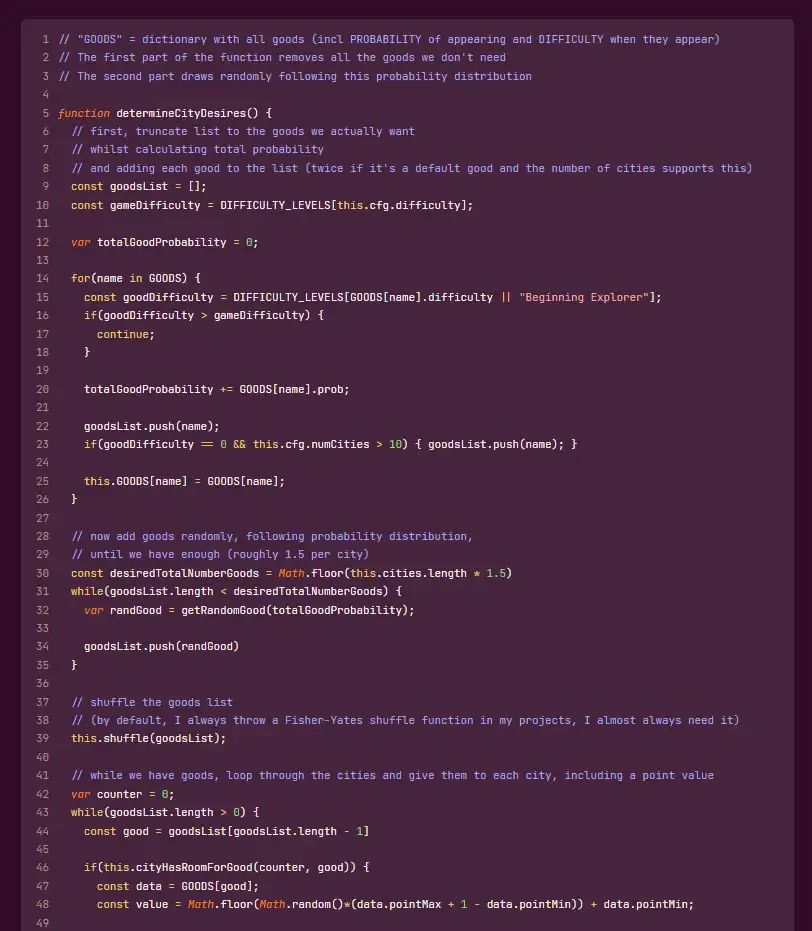 1 // "GOODS" = dictionary with all goods (incl PROBABILITY of appearing and DIFFICULTY when they appear)
2 // The first part of the function removes all the goods we don't need
3 // The second part draws randomly following this probability distribution
4
5 function determineCityDesires() {
6   // first, truncate list to the goods we actually want
7   // whilst calculating total probability
8   // and adding each good to the list (twice if it's a default good and the number of cities supports this)
9   const goodsList = [];
10   const gameDifficulty = DIFFICULTY_LEVELS[this.cfg.difficulty];
11
12   var totalGoodProbability = 0;
13
14   for(name in GOODS) {
15     const goodDifficulty = DIFFICULTY_LEVELS[GOODS[name].difficulty || "Beginning Explorer"];
16     if(goodDifficulty > gameDifficulty) {
17       continue;
18     }
19
20     totalGoodProbability += GOODS[name].prob;
21
22     goodsList.push(name);
23     if(goodDifficulty == 0 && this.cfg.numCities > 10) { goodsList.push(name); }
24
25     this.GOODS[name] = GOODS[name];
26   }
27
28   // now add goods randomly, following probability distribution,
29   // until we have enough (roughly 1.5 per city)
30   const desiredTotalNumberGoods = Math.floor(this.cities.length * 1.5)
31   while(goodsList.length < desiredTotalNumberGoods) {
32     var randGood = getRandomGood(totalGoodProbability);
33
34     goodsList.push(randGood)
35   }
36
37   // shuffle the goods list
38   // (by default, I always throw a Fisher-Yates shuffle function in my projects, I almost always need it)
39   this.shuffle(goodsList);
40
41   // while we have goods, loop through the cities and give them to each city, including a point value
42   var counter = 0;
43   while(goodsList.length > 0) {
44     const good = goodsList[goodsList.length - 1]
45
46     if(this.cityHasRoomForGood(counter, good)) {
47       const data = GOODS[good];
48       const value = Math.floor(Math.random()*(data.pointMax + 1 - data.pointMin)) + data.pointMin;
49